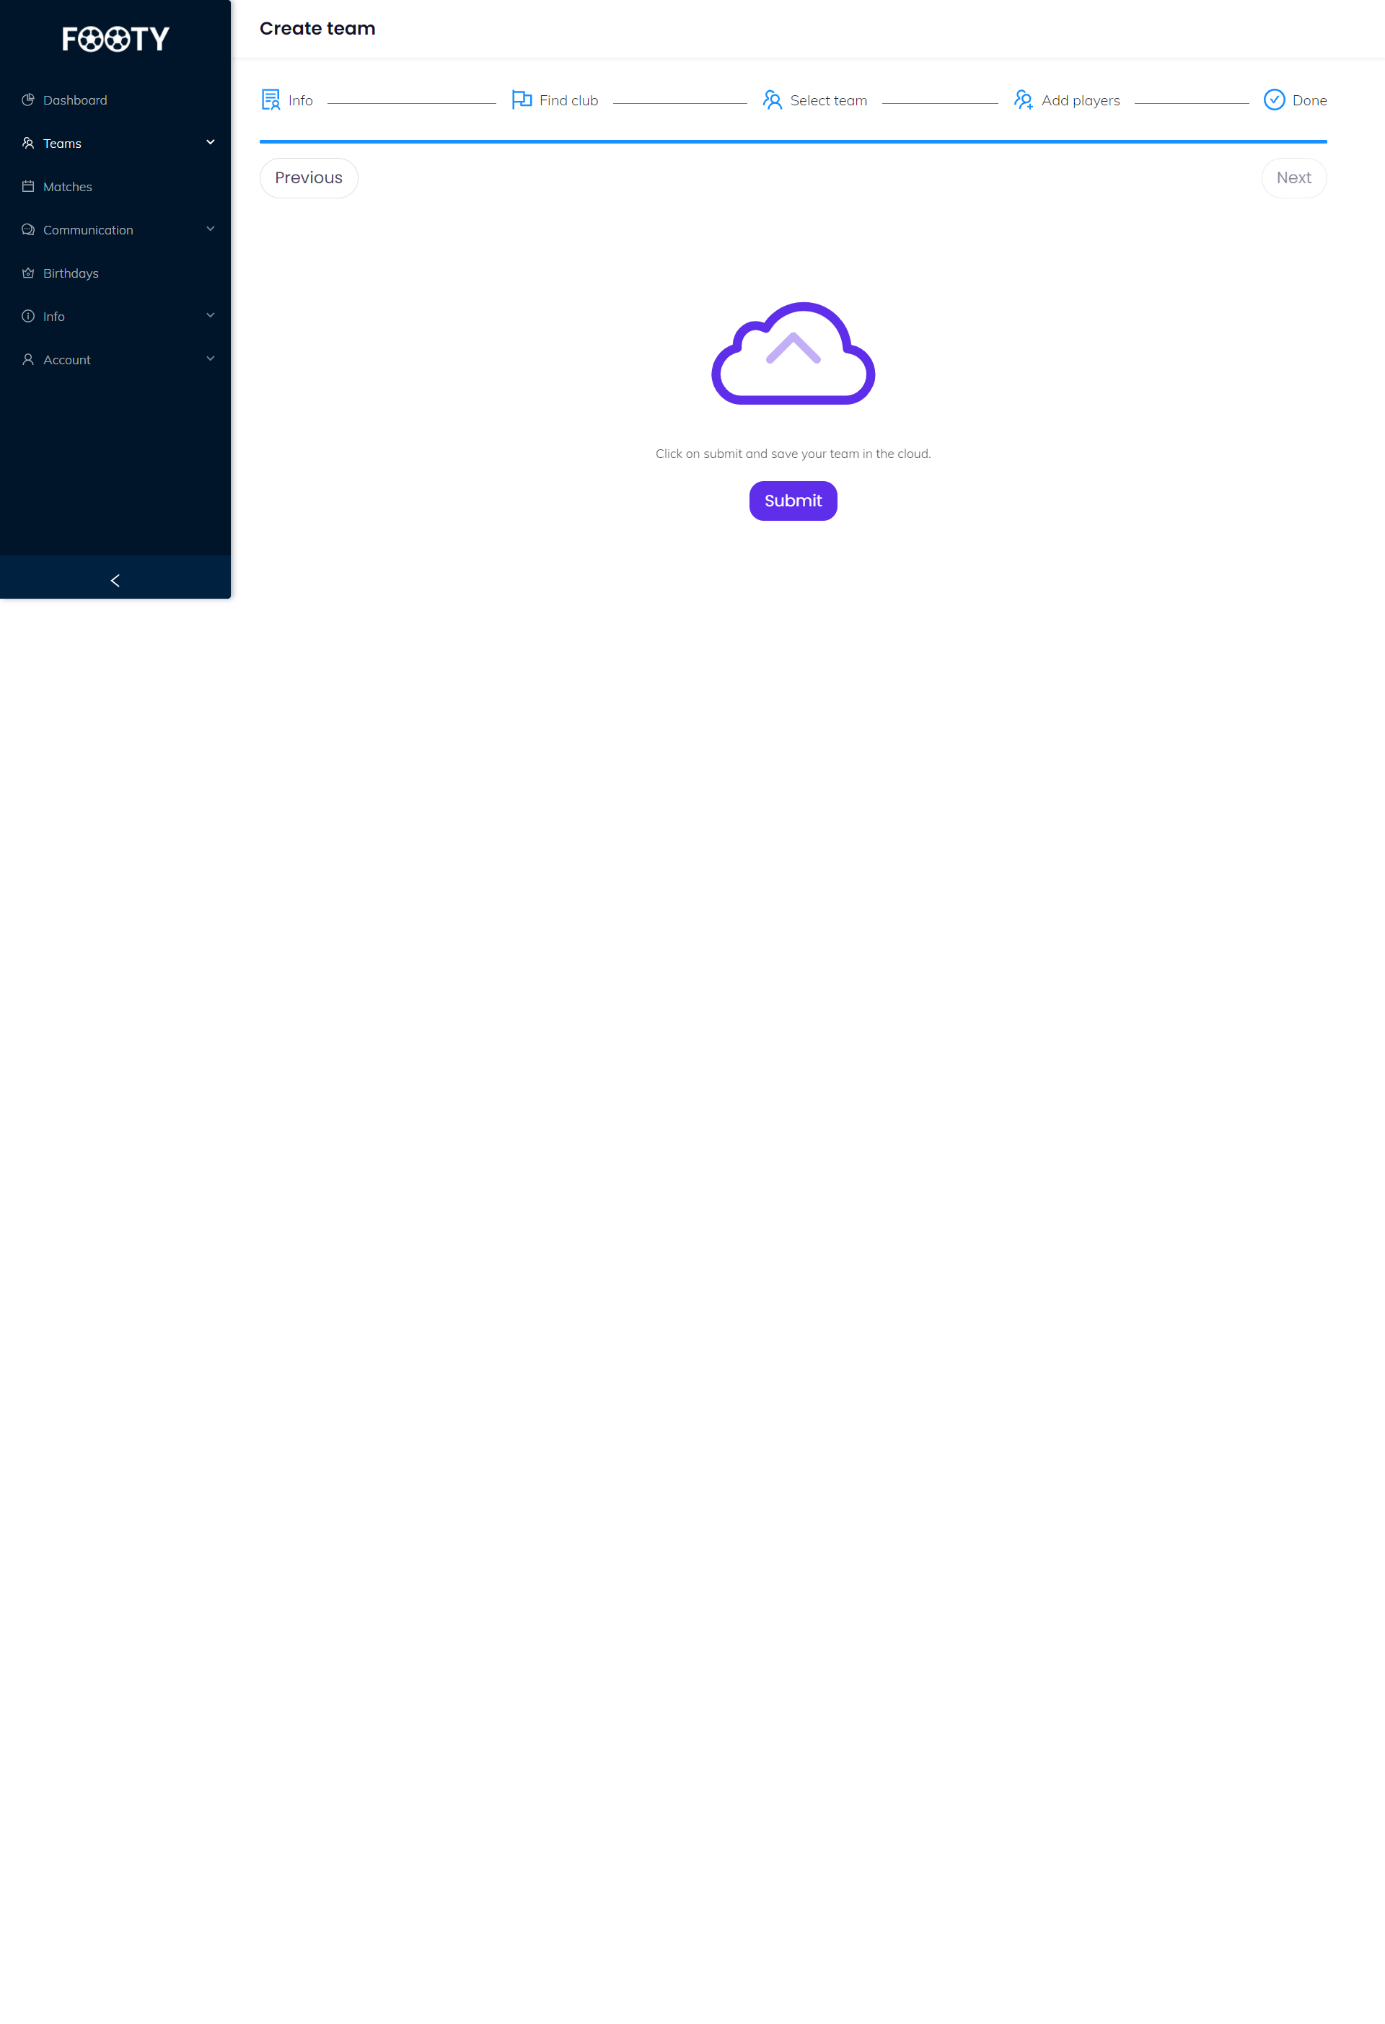 FOOTY
Dashboard
Teams
Matches
Communication
Birthdays
Info
Account
Create team
Info
Find club
Select team
Add players
Done
Previous
Next
Click on submit and save your team in the cloud.
Submit